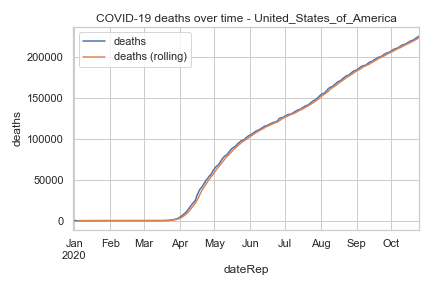 COVID-19 deaths over time - United_States_of_America
deaths
deaths (rolling)
200000
150000
100000
50000
0
deaths
Jan Feb Mar Apr May Jun Jul Aug Sep Oct
2020
dateRep